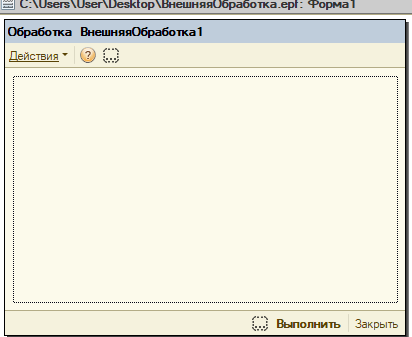 C:\Users\User\Desktop\ВнешняяОбработка.epf: Форма1
Обработка ВнешняяОбработка1
Действия ?
Выполнить Закрыть